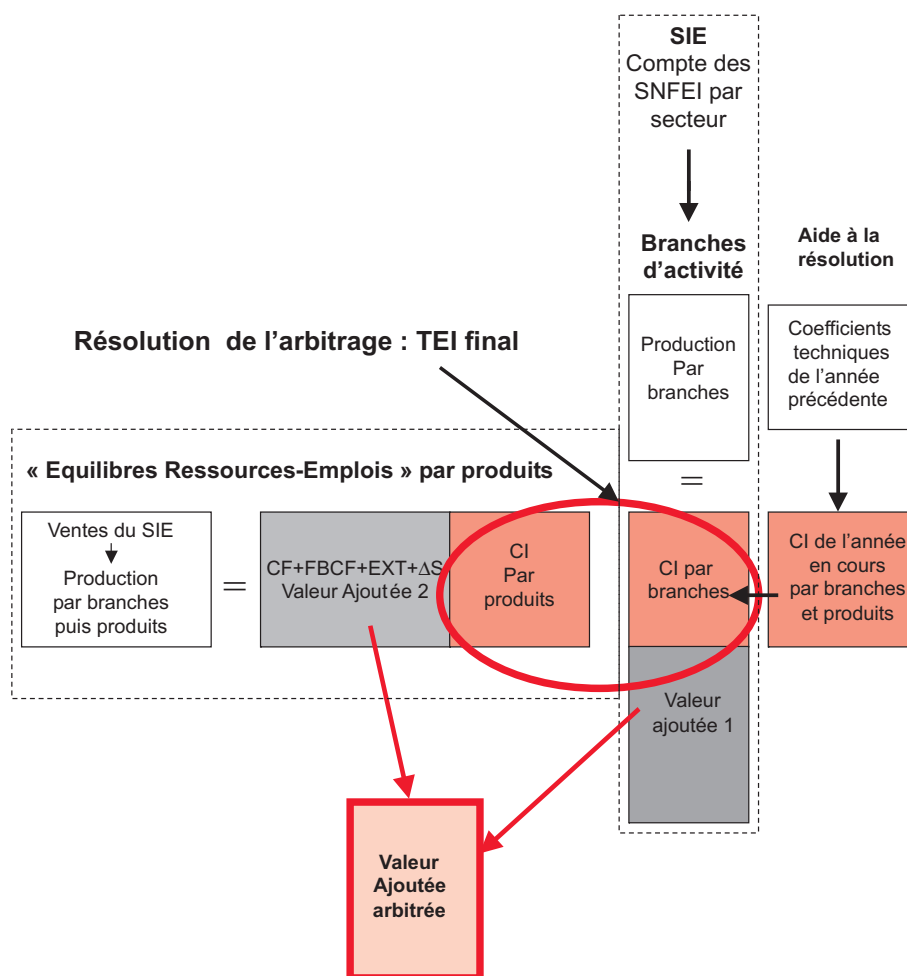 SIE
Compte des
SNFEI par
secteur
Branches
d’activité
Aide à la
résolution
Résolution de l’arbitrage : TEI final
Production
Par
branches
Coefficients
techniques
de l’année
précédente
« Equilibres Ressources-Emplois » par produits
=
Ventes du SIE
Production
par branches
puis produits
=
CF+FBCF+EXT+ΔS
Valeur Ajoutée 2
CI
Par
produits
CI par
branches
CI de l’année
en cours
par branches
et produits
Valeur
ajoutée 1
Valeur
Ajoutée
arbitrée